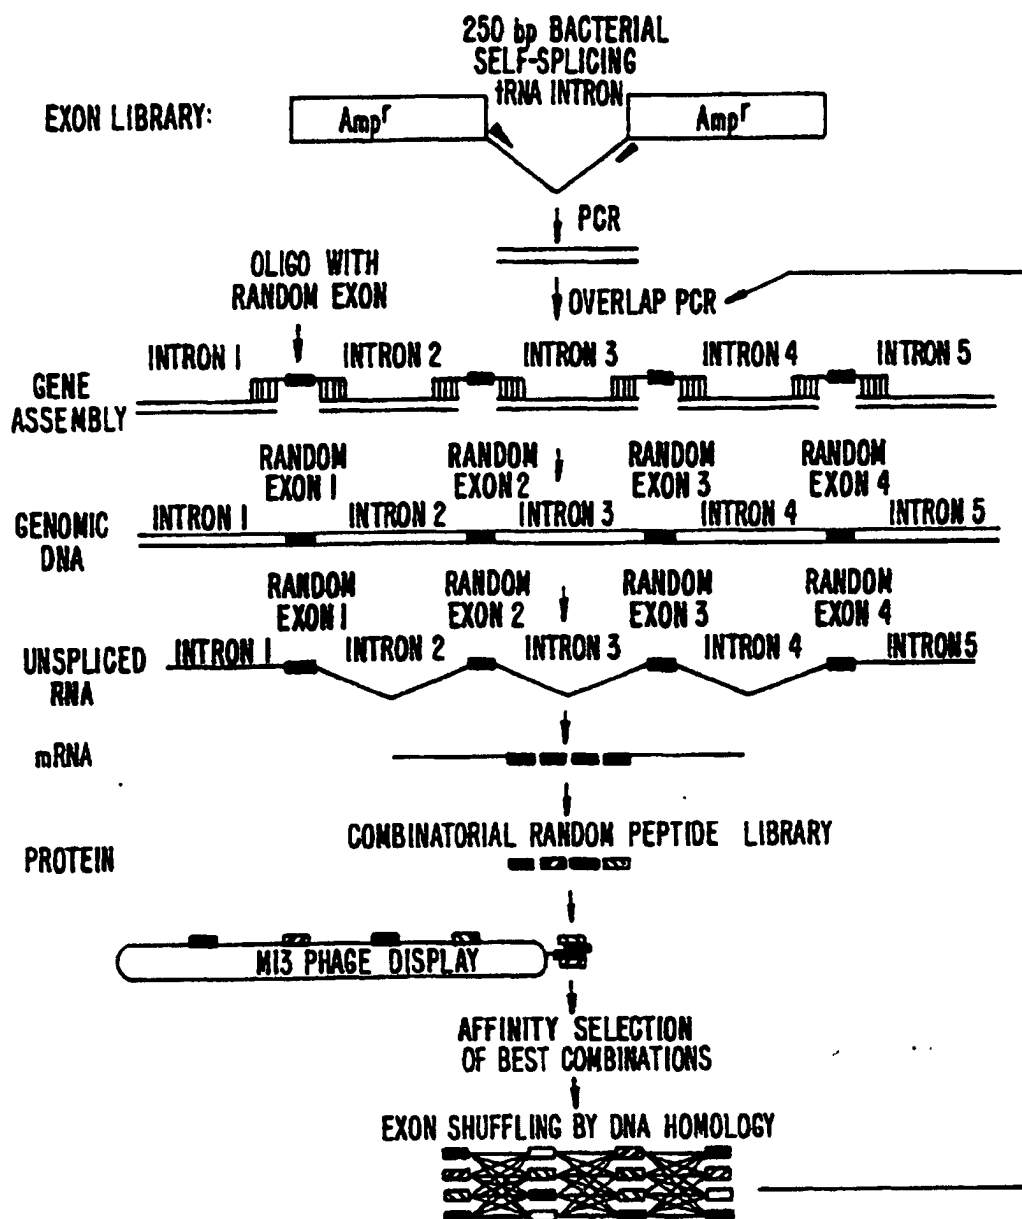 250 bp BACTERIAL
SELF-SPLICING
tRNA INTRON
EXON LIBRARY:
Ampr
Ampr
PCR
OLIGO WITH
RANDOM EXON
OVERLAP PCR
INTRON 1
INTRON 2
INTRON 3
INTRON 4
INTRON 5
GENE
ASSEMBLY
RANDOM
EXON 1
RANDOM
EXON 2
RANDOM
EXON 3
RANDOM
EXON 4
GENOMIC
DNA
INTRON 1
INTRON 2
INTRON 3
INTRON 4
INTRON 5
RANDOM
EXON 1
RANDOM
EXON 2
RANDOM
EXON 3
RANDOM
EXON 4
UNSPLICED
RNA
INTRON 1
INTRON 2
INTRON 3
INTRON 4
INTRON 5
mRNA
COMBINATORIAL RANDOM PEPTIDE LIBRARY
PROTEIN
M13 PHAGE DISPLAY
AFFINITY SELECTION
OF BEST COMBINATIONS
EXON SHUFFLING BY DNA HOMOLOGY